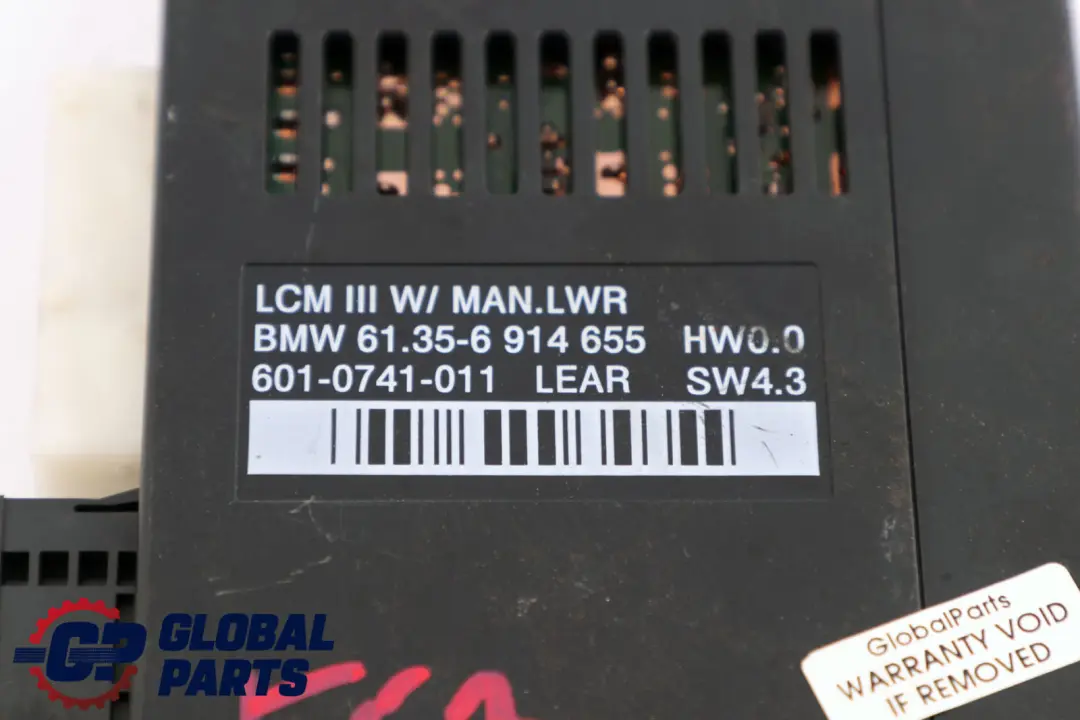 LCM III W/ MAN.LWR
BMW 61.35-6 914 655 HW0.0
601-0741-011 LEAR SW4.3
GlobalParts
WARRANTY VOID
IF REMOVED
GP GLOBAL
PARTS